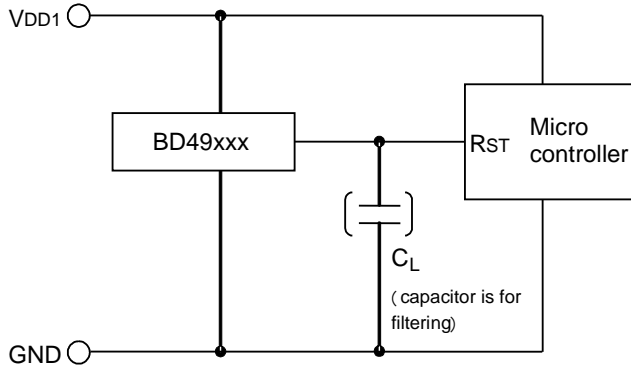 VDD1
BD49xxx
RST
Micro
controller
CL
(capacitor is for
filtering)
GND